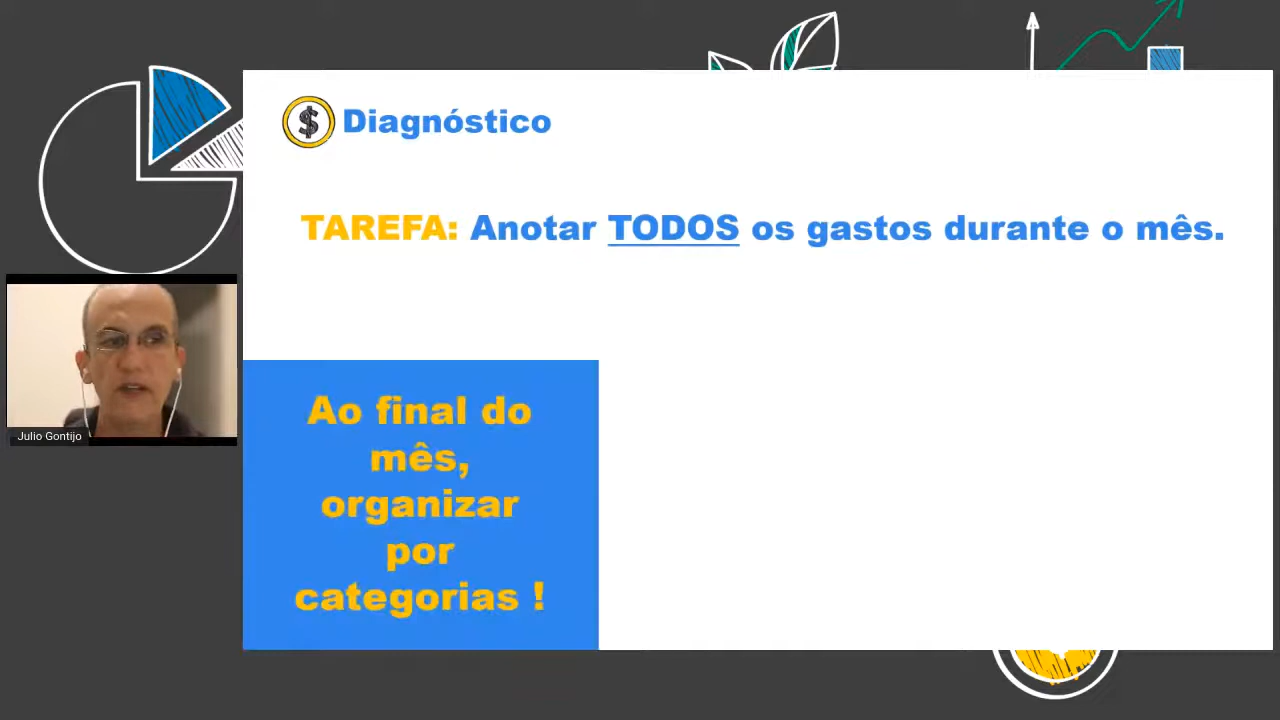 Diagnóstico
TAREFA: Anotar TODOS os gastos durante o mês.
Julio Gontijo
Ao final do
mês,
organizar
por
categorias !